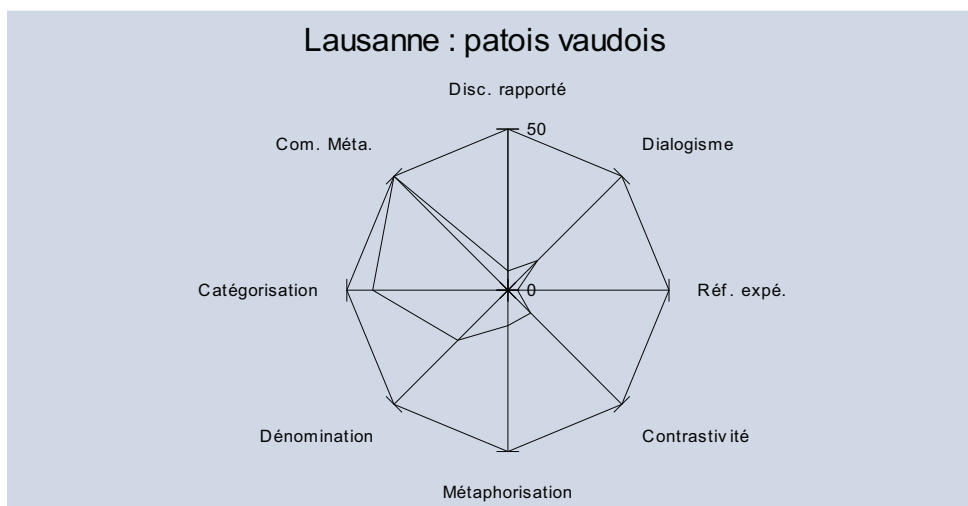 Lausanne : patois vaudois
Disc. rapporté
50
Com. Méta.
Dialogisme
Catégorisation
0
Réf. expé.
Dénomination
Contrastivité
Métaphorisation